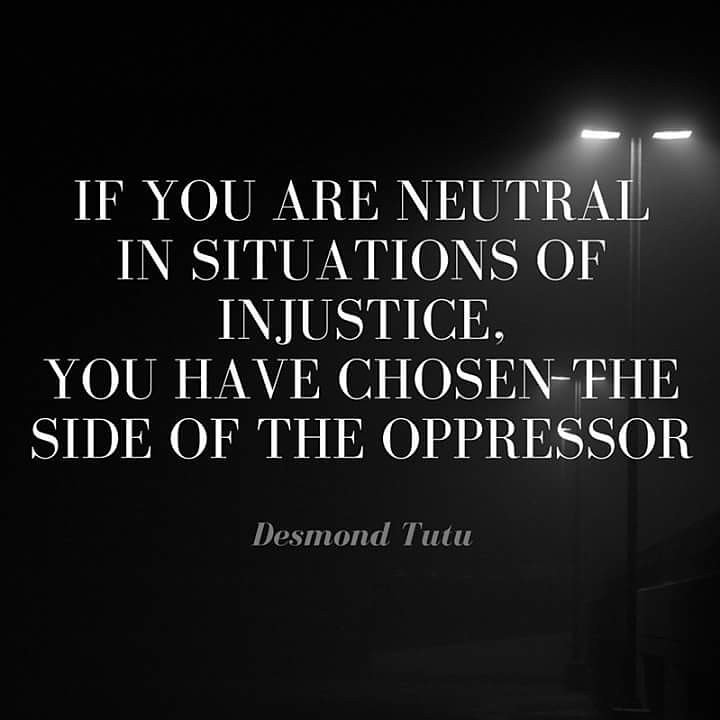 IF YOU ARE NEUTRAL
IN SITUATIONS OF
INJUSTICE,
YOU HAVE CHOSEN THE
SIDE OF THE OPPRESSOR
Desmond Tutu